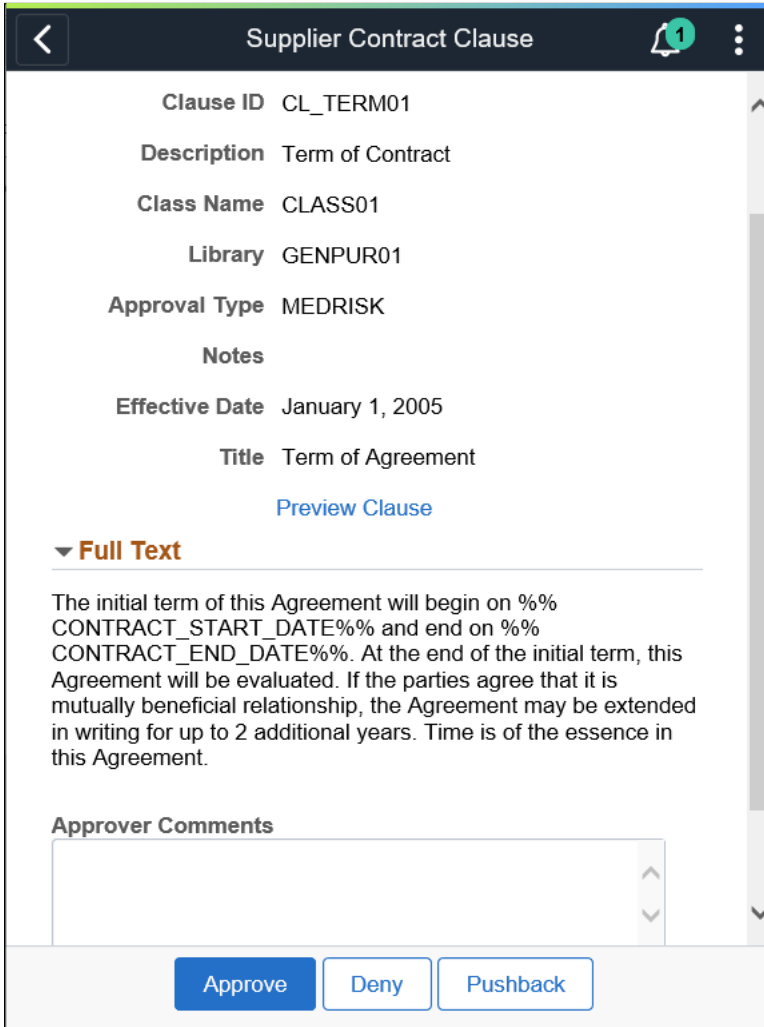 Supplier Contract Clause
1
Clause ID CL_TERM01
Description Term of Contract
Class Name CLASS01
Library GENPUR01
Approval Type MEDRISK
Notes
Effective Date January 1, 2005
Title Term of Agreement
Preview Clause
Full Text
The initial term of this Agreement will begin on %%
CONTRACT_START_DATE%% and end on %%
CONTRACT_END_DATE%%. At the end of the initial term, this
Agreement will be evaluated. If the parties agree that it is
mutually beneficial relationship, the Agreement may be extended
in writing for up to 2 additional years. Time is of the essence in
this Agreement.
Approver Comments
Approve Deny Pushback